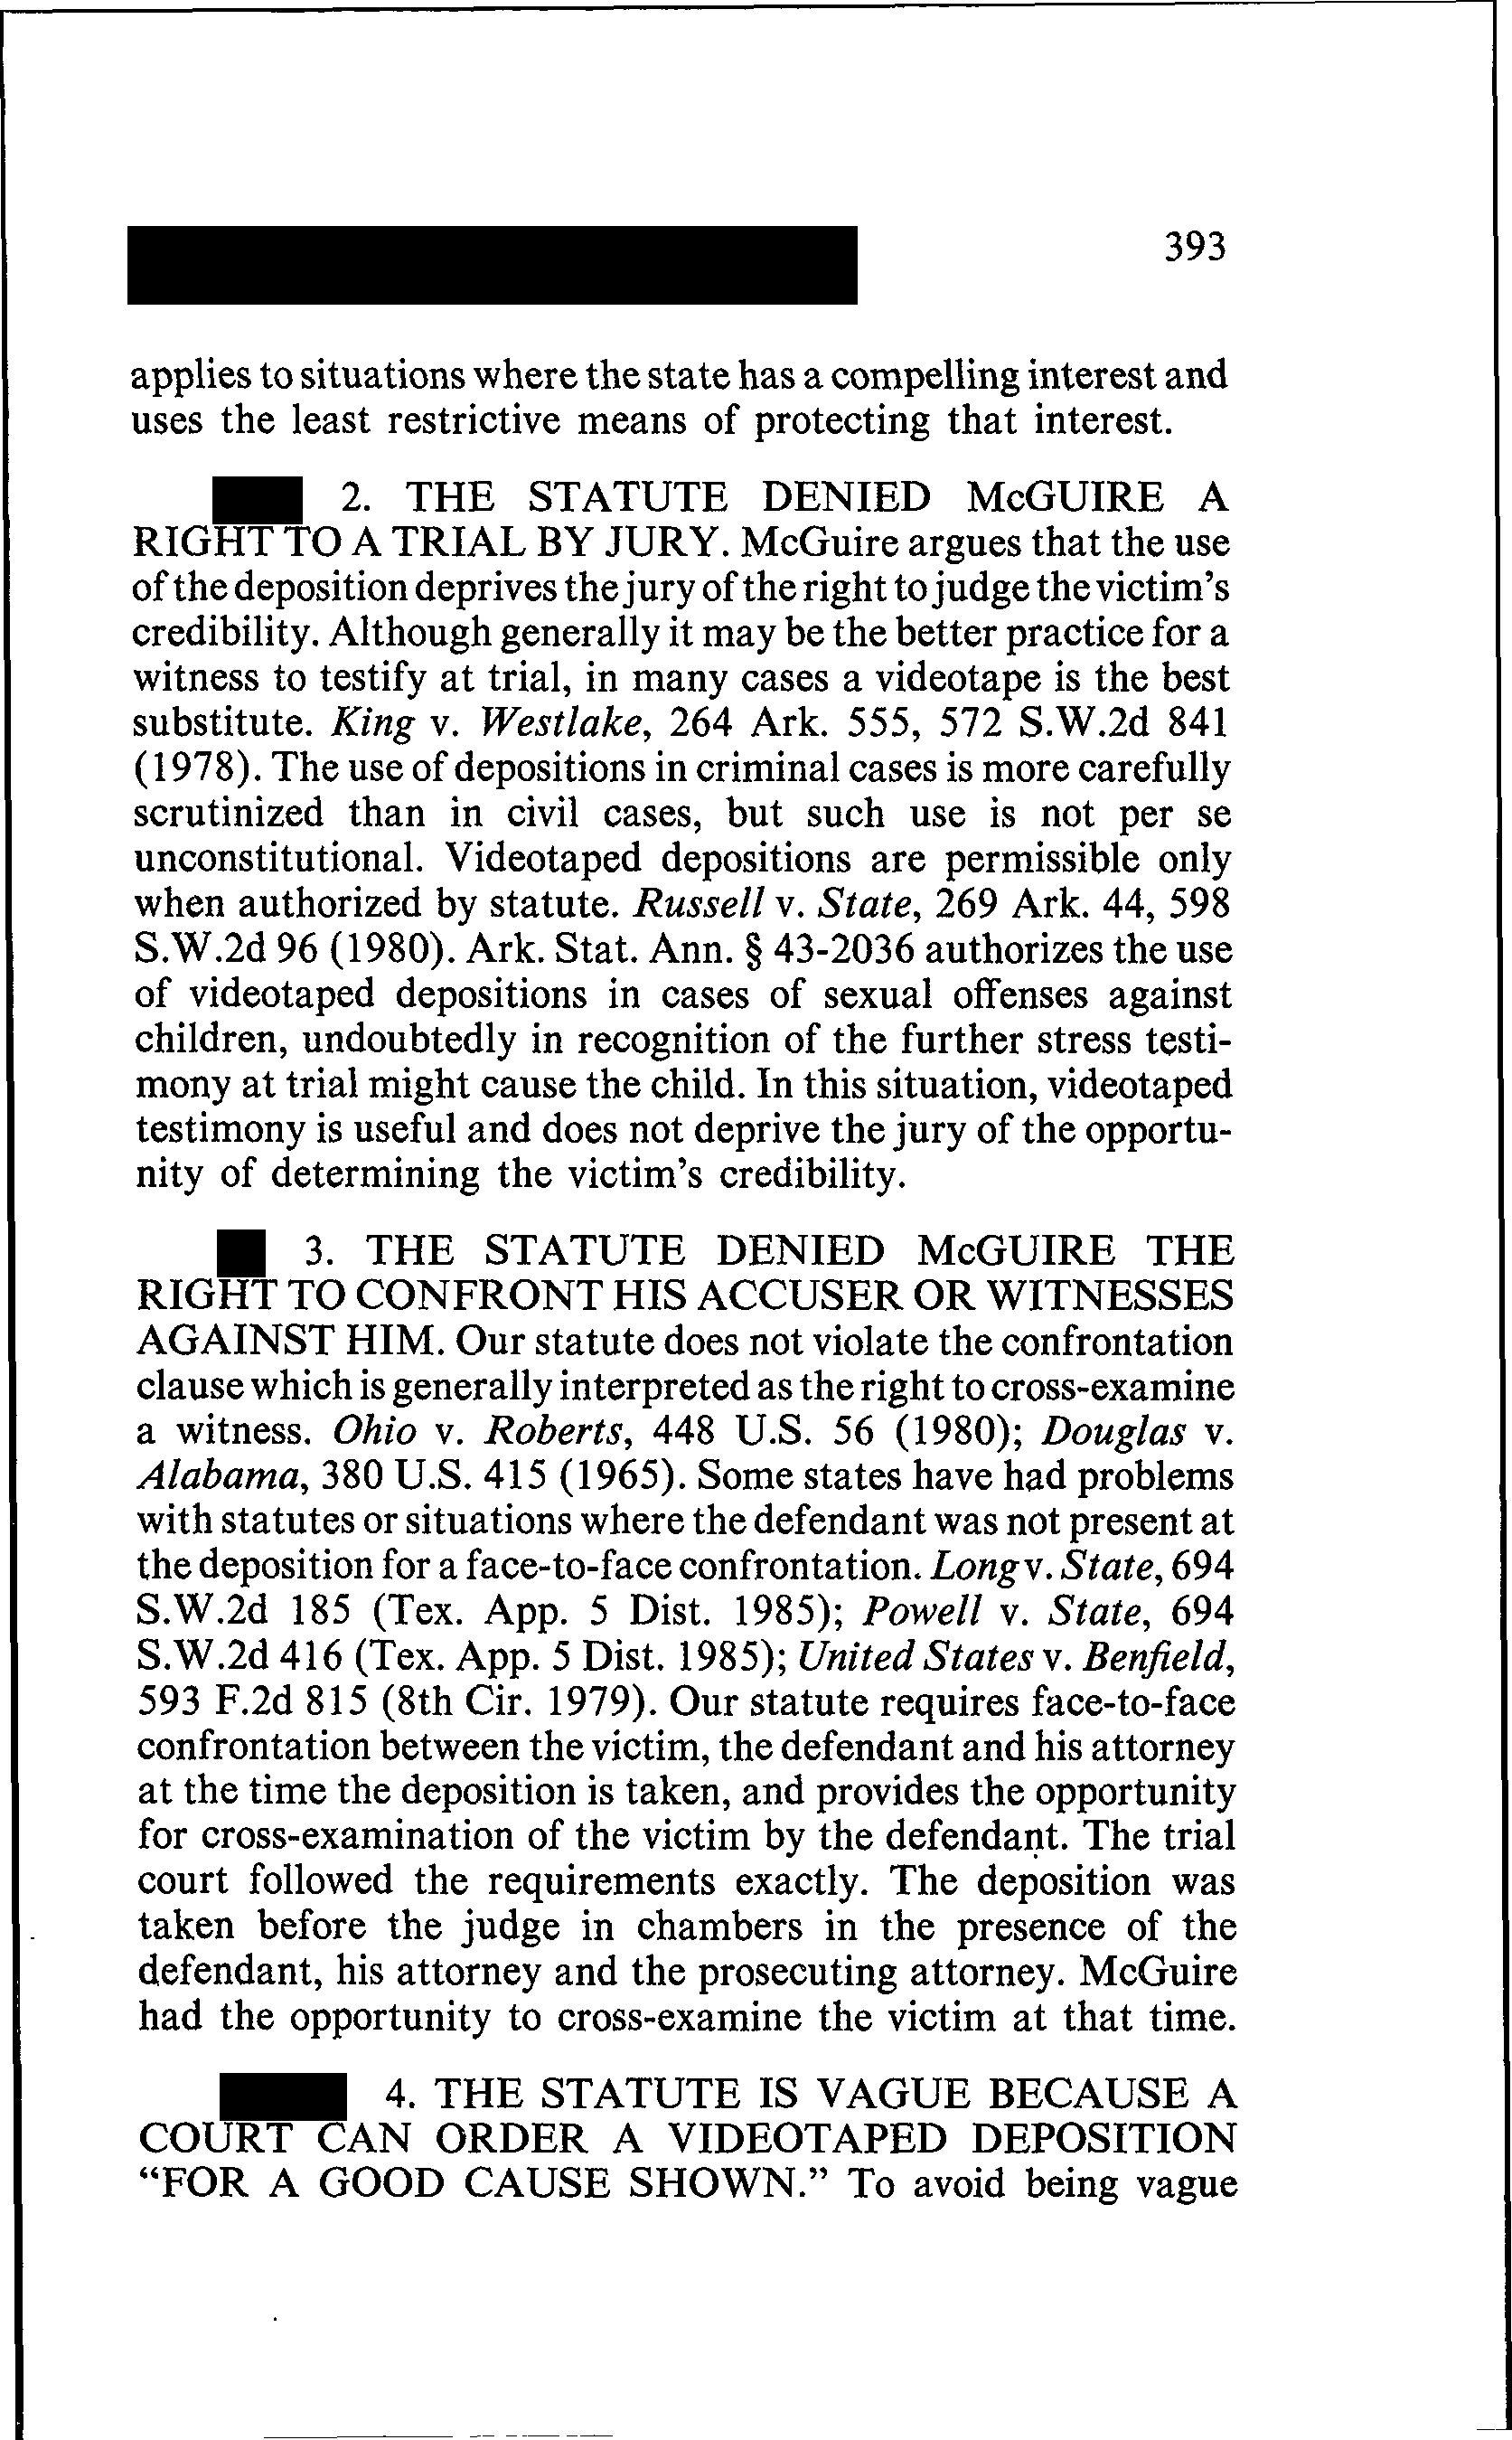 393
applies to situations where the state has a compelling interest and
uses the least restrictive means of protecting that interest.
2. THE STATUTE DENIED McGUIRE A
RIGHT TO A TRIAL BY JURY. McGuire argues that the use
of the deposition deprives the jury of the right to judge the victim's
credibility. Although generally it may be the better practice for a
witness to testify at trial, in many cases a videotape is the best
substitute. King v. Westlake, 264 Ark. 555, 572 S.W.2d 841
(1978). The use of depositions in criminal cases is more carefully
scrutinized than in civil cases, but such use is not per se
unconstitutional. Videotaped depositions are permissible only
when authorized by statute. Russell v. State, 269 Ark. 44, 598
S.W.2d 96 (1980). Ark. Stat. Ann. § 43-2036 authorizes the use
of videotaped depositions in cases of sexual offenses against
children, undoubtedly in recognition of the further stress testi-
mony at trial might cause the child. In this situation, videotaped
testimony is useful and does not deprive the jury of the opportu-
nity of determining the victim's credibility.
3. THE STATUTE DENIED McGUIRE THE
RIGHT TO CONFRONT HIS ACCUSER OR WITNESSES
AGAINST HIM. Our statute does not violate the confrontation
clause which is generally interpreted as the right to cross-examine
a witness. Ohio v. Roberts, 448 U.S. 56 (1980); Douglas v.
Alabama, 380 U.S. 415 (1965). Some states have had problems
with statutes or situations where the defendant was not present at
the deposition for a face-to-face confrontation. Long v. State, 694
S.W.2d 185 (Tex. App. 5 Dist. 1985); Powell v. State, 694
S.W.2d 416 (Tex. App. 5 Dist. 1985); United States v. Benfield,
593 F.2d 815 (8th Cir. 1979). Our statute requires face-to-face
confrontation between the victim, the defendant and his attorney
at the time the deposition is taken, and provides the opportunity
for cross-examination of the victim by the defendant. The trial
court followed the requirements exactly. The deposition was
taken before the judge in chambers in the presence of the
defendant, his attorney and the prosecuting attorney. McGuire
had the opportunity to cross-examine the victim at that time.
4. THE STATUTE IS VAGUE BECAUSE A
COURT CAN ORDER A VIDEOTAPED DEPOSITION
"FOR A GOOD CAUSE SHOWN." To avoid being vague